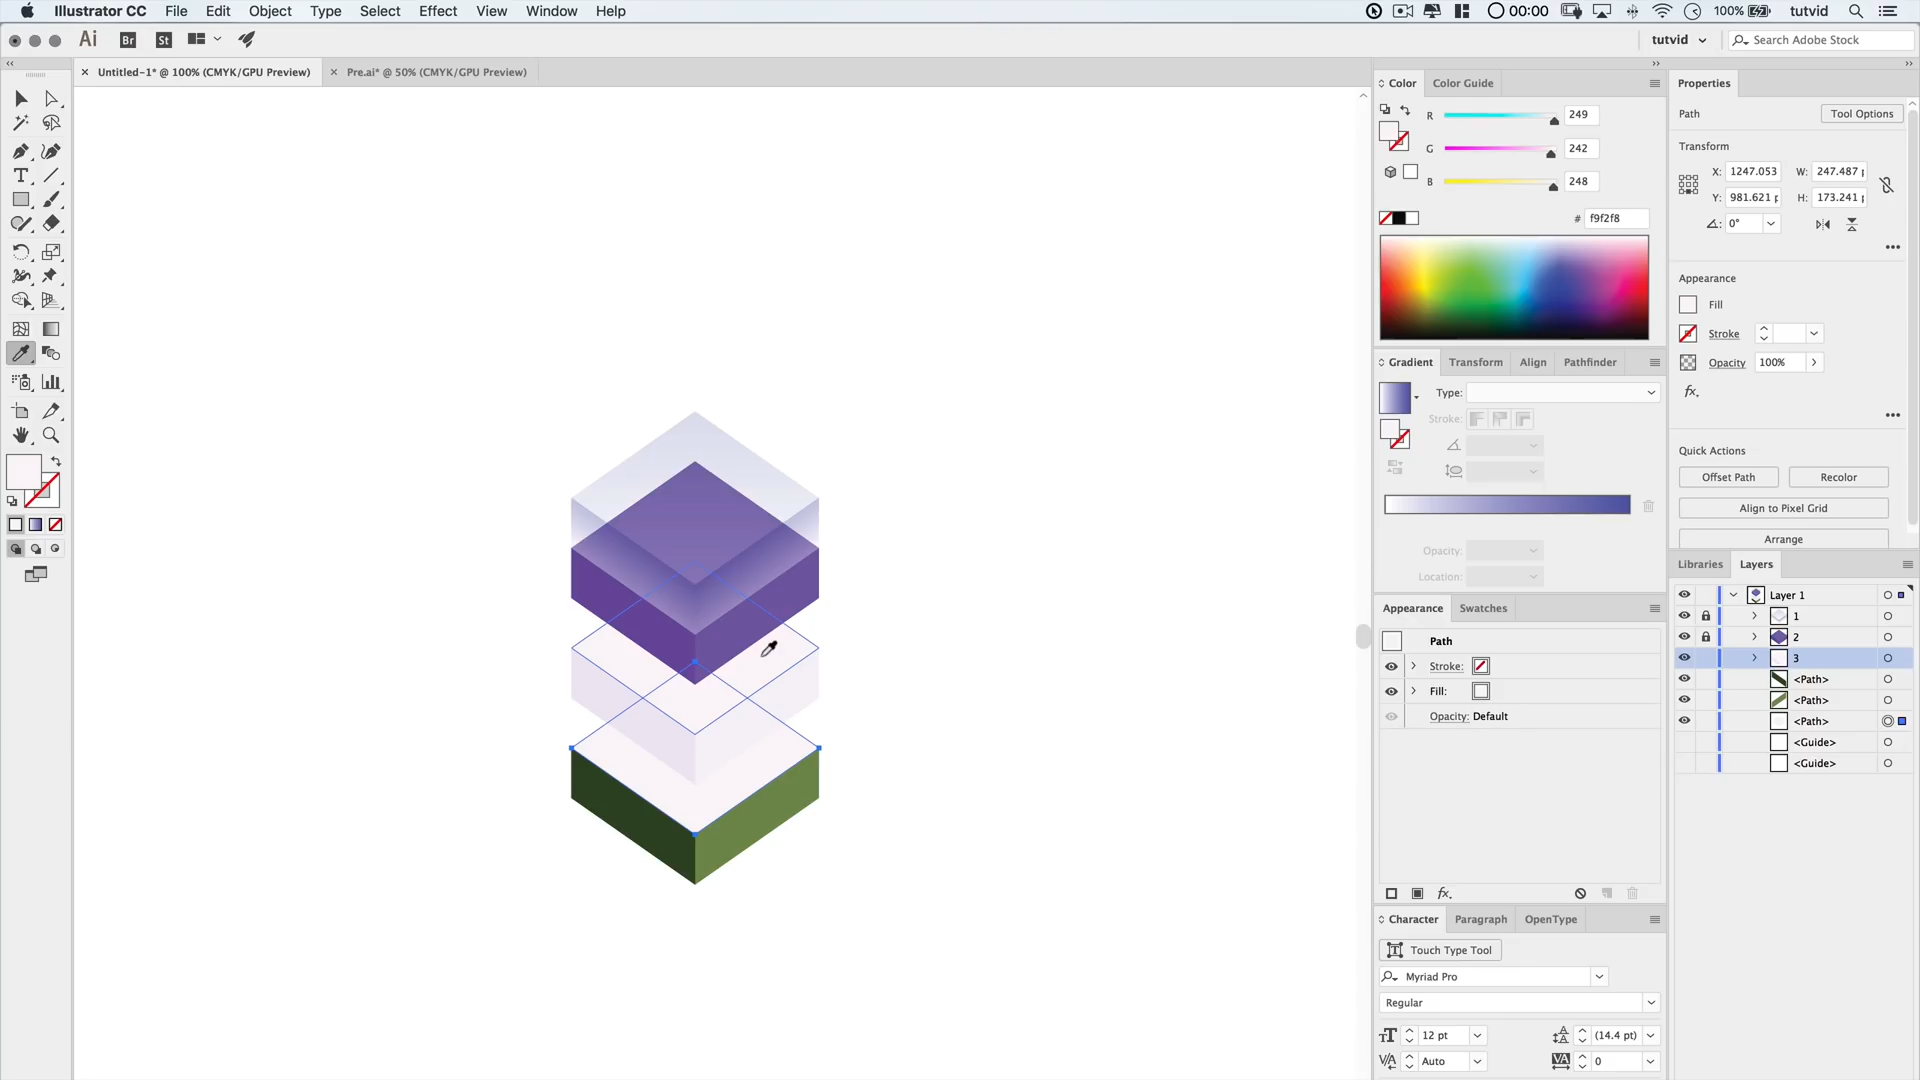 Illustrator CC File Edit Object Type Select Effect View Window Help 00:00 100% tutvid
Ai Br St tutvid Search Adobe Stock
Untitled-1* @ 100% (CMYK/GPU Preview) Pre.ai* @ 50% (CMYK/GPU Preview)
Color Color Guide
R 249
G 242
B 248
# f9f2f8
Gradient Transform Align Pathfinder
Type:
Stroke:
Opacity:
Location:
Appearance Swatches
Path
Stroke:
Fill:
Opacity: Default
fx.
Character Paragraph OpenType
Touch Type Tool
Myriad Pro
Regular
12 pt (14.4 pt)
Auto 0
Properties
Path Tool Options
Transform
X: 1247.053 W: 247.487 p
Y: 981.621 p H: 173.241 p
0°
Appearance
Fill
Stroke
Opacity 100%
fx.
Quick Actions
Offset Path Recolor
Align to Pixel Grid
Arrange
Libraries Layers
Layer 1
1
2
3
<Path>
<Path>
<Path>
<Guide>
<Guide>